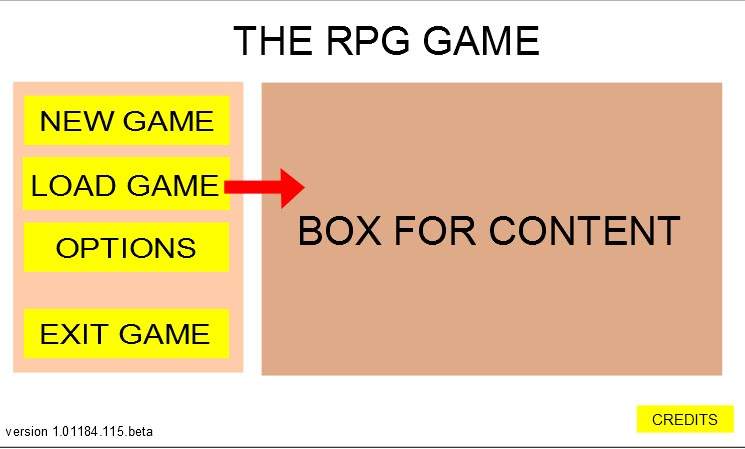 THE RPG GAME
NEW GAME
LOAD GAME
OPTIONS
EXIT GAME
BOX FOR CONTENT
CREDITS
version 1.01184.115.beta